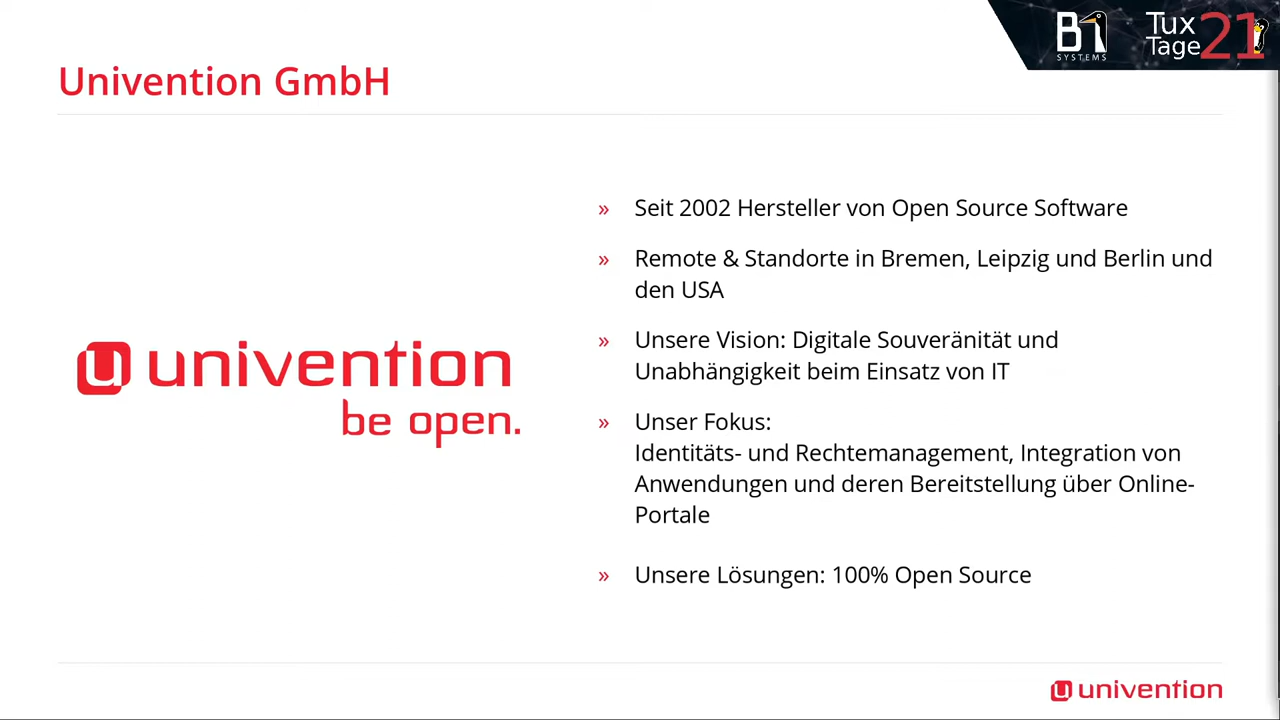 B1
SYSTEMS
Tux
Tage
21
Univention GmbH
» Seit 2002 Hersteller von Open Source Software
» Remote & Standorte in Bremen, Leipzig und Berlin und
den USA
» Unsere Vision: Digitale Souveränität und
Unabhängigkeit beim Einsatz von IT
» Unser Fokus:
Identitäts- und Rechtemanagement, Integration von
Anwendungen und deren Bereitstellung über Online-
Portale
» Unsere Lösungen: 100% Open Source
u univention
be open.
u univention